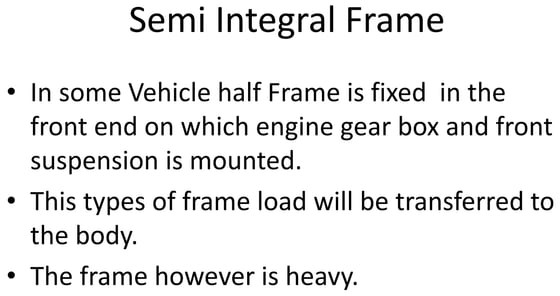 Semi Integral Frame
• In some Vehicle half Frame is fixed  in the
front end on which engine gear box and front
suspension is mounted.
• This types of frame load will be transferred to
the body.
• The frame however is heavy.